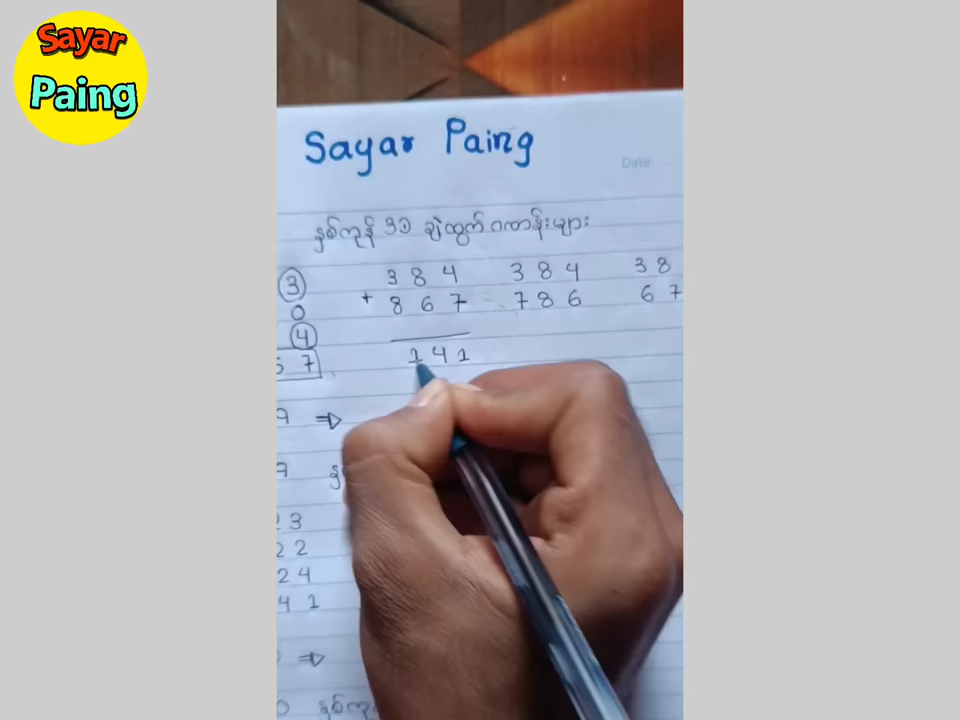 Sayar
Paing
Sayar Paing
Date
နှစ်ကုန် ၁၁ ချဲထွက် ဂဏန်းများ
3 3 8 4 3 8 4 3 8
0 + 8 6 7 7 8 6 6 7
4
7 1 4 1
⇒
2 3
2 2
2 4
4 1
⇒